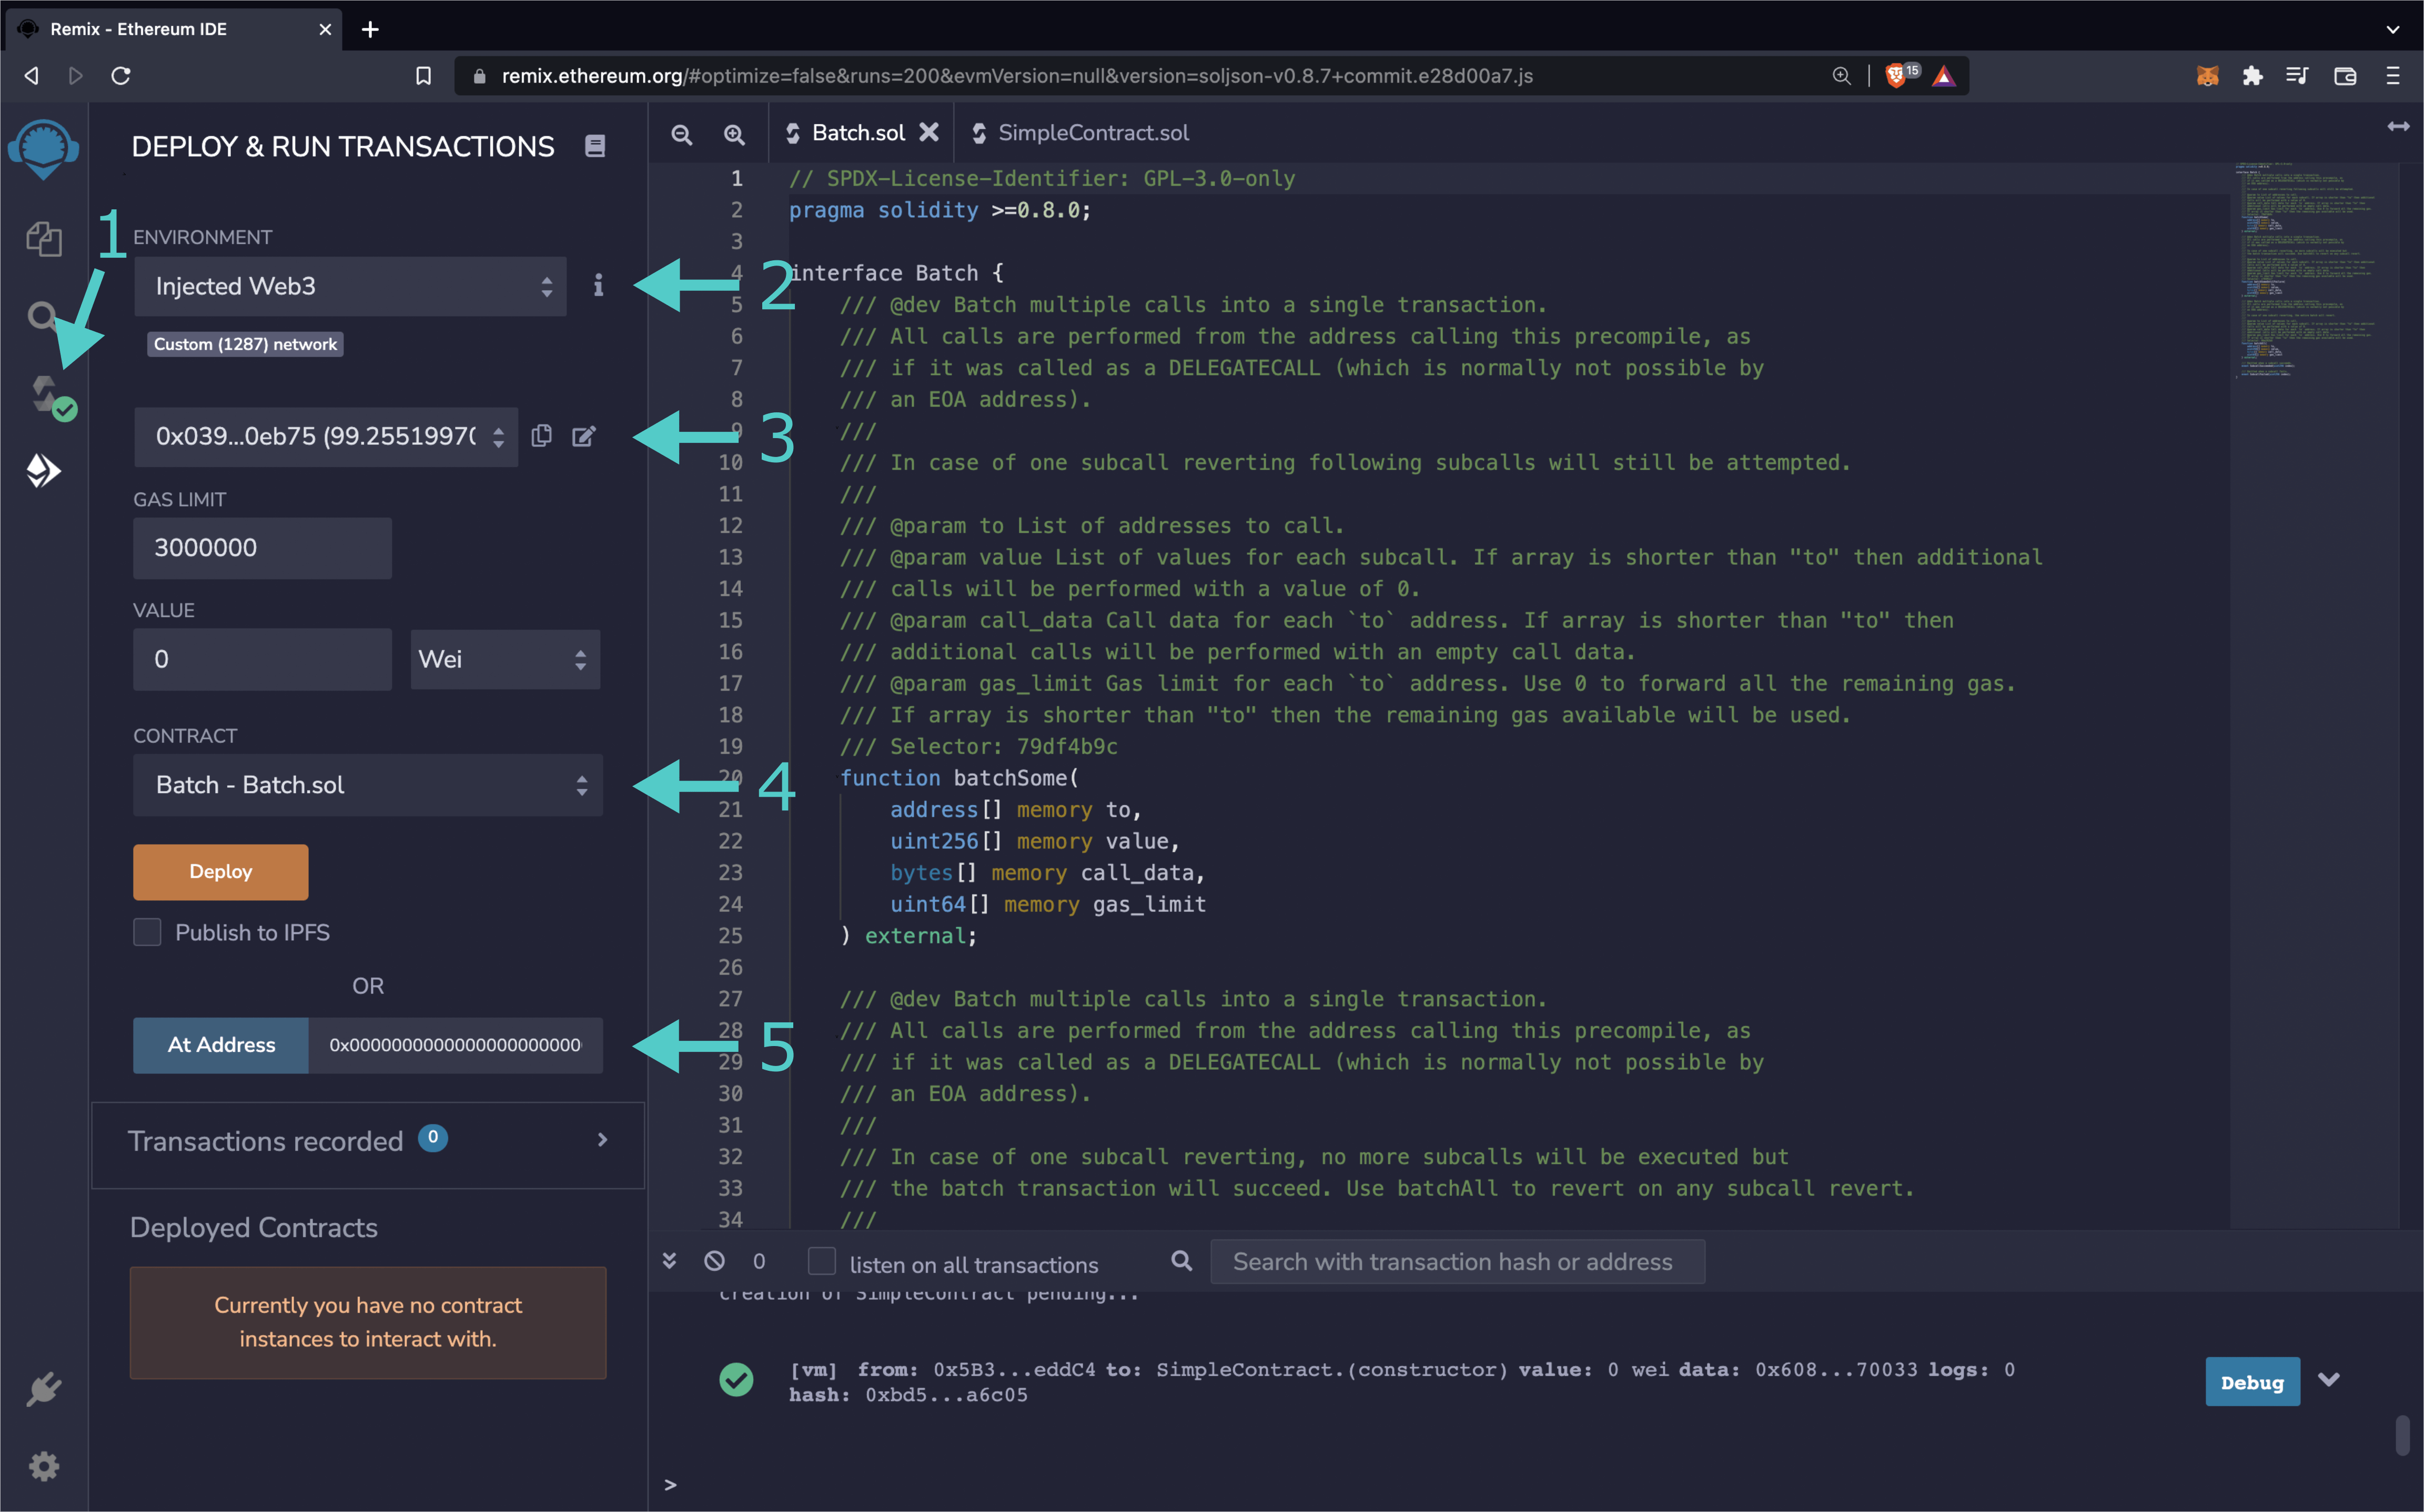 Remix - Ethereum IDE
remix.ethereum.org/#optimize=false&runs=200&evmVersion=null&version=soljson-v0.8.7+commit.e28d00a7.js
15
DEPLOY & RUN TRANSACTIONS
1
ENVIRONMENT
Injected Web3
2
Custom (1287) network
0x039...0eb75 (99.25519970
3
GAS LIMIT
3000000
VALUE
0
Wei
CONTRACT
Batch - Batch.sol
4
Deploy
Publish to IPFS
OR
At Address
0x0000000000000000000000
5
Transactions recorded 0
Deployed Contracts
Currently you have no contract
instances to interact with.
Batch.sol
SimpleContract.sol
1 // SPDX-License-Identifier: GPL-3.0-only
2 pragma solidity >=0.8.0;
3
4 interface Batch {
5 /// @dev Batch multiple calls into a single transaction.
6 /// All calls are performed from the address calling this precompile, as
7 /// if it was called as a DELEGATECALL (which is normally not possible by
8 /// an EOA address).
9 ///
10 /// In case of one subcall reverting following subcalls will still be attempted.
11 ///
12 /// @param to List of addresses to call.
13 /// @param value List of values for each subcall. If array is shorter than "to" then additional
14 /// calls will be performed with a value of 0.
15 /// @param call_data Call data for each `to` address. If array is shorter than "to" then
16 /// additional calls will be performed with an empty call data.
17 /// @param gas_limit Gas limit for each `to` address. Use 0 to forward all the remaining gas.
18 /// If array is shorter than "to" then the remaining gas available will be used.
19 /// Selector: 79df4b9c
20 function batchSome(
21 address[] memory to,
22 uint256[] memory value,
23 bytes[] memory call_data,
24 uint64[] memory gas_limit
25 ) external;
26
27 /// @dev Batch multiple calls into a single transaction.
28 /// All calls are performed from the address calling this precompile, as
29 /// if it was called as a DELEGATECALL (which is normally not possible by
30 /// an EOA address).
31 ///
32 /// In case of one subcall reverting, no more subcalls will be executed but
33 /// the batch transaction will succeed. Use batchAll to revert on any subcall revert.
34 ///
0
listen on all transactions
Search with transaction hash or address
creation of SimpleContract pending...
[vm] from: 0x5B3...eddC4 to: SimpleContract.(constructor) value: 0 wei data: 0x608...70033 logs: 0
hash: 0xbd5...a6c05
Debug
>